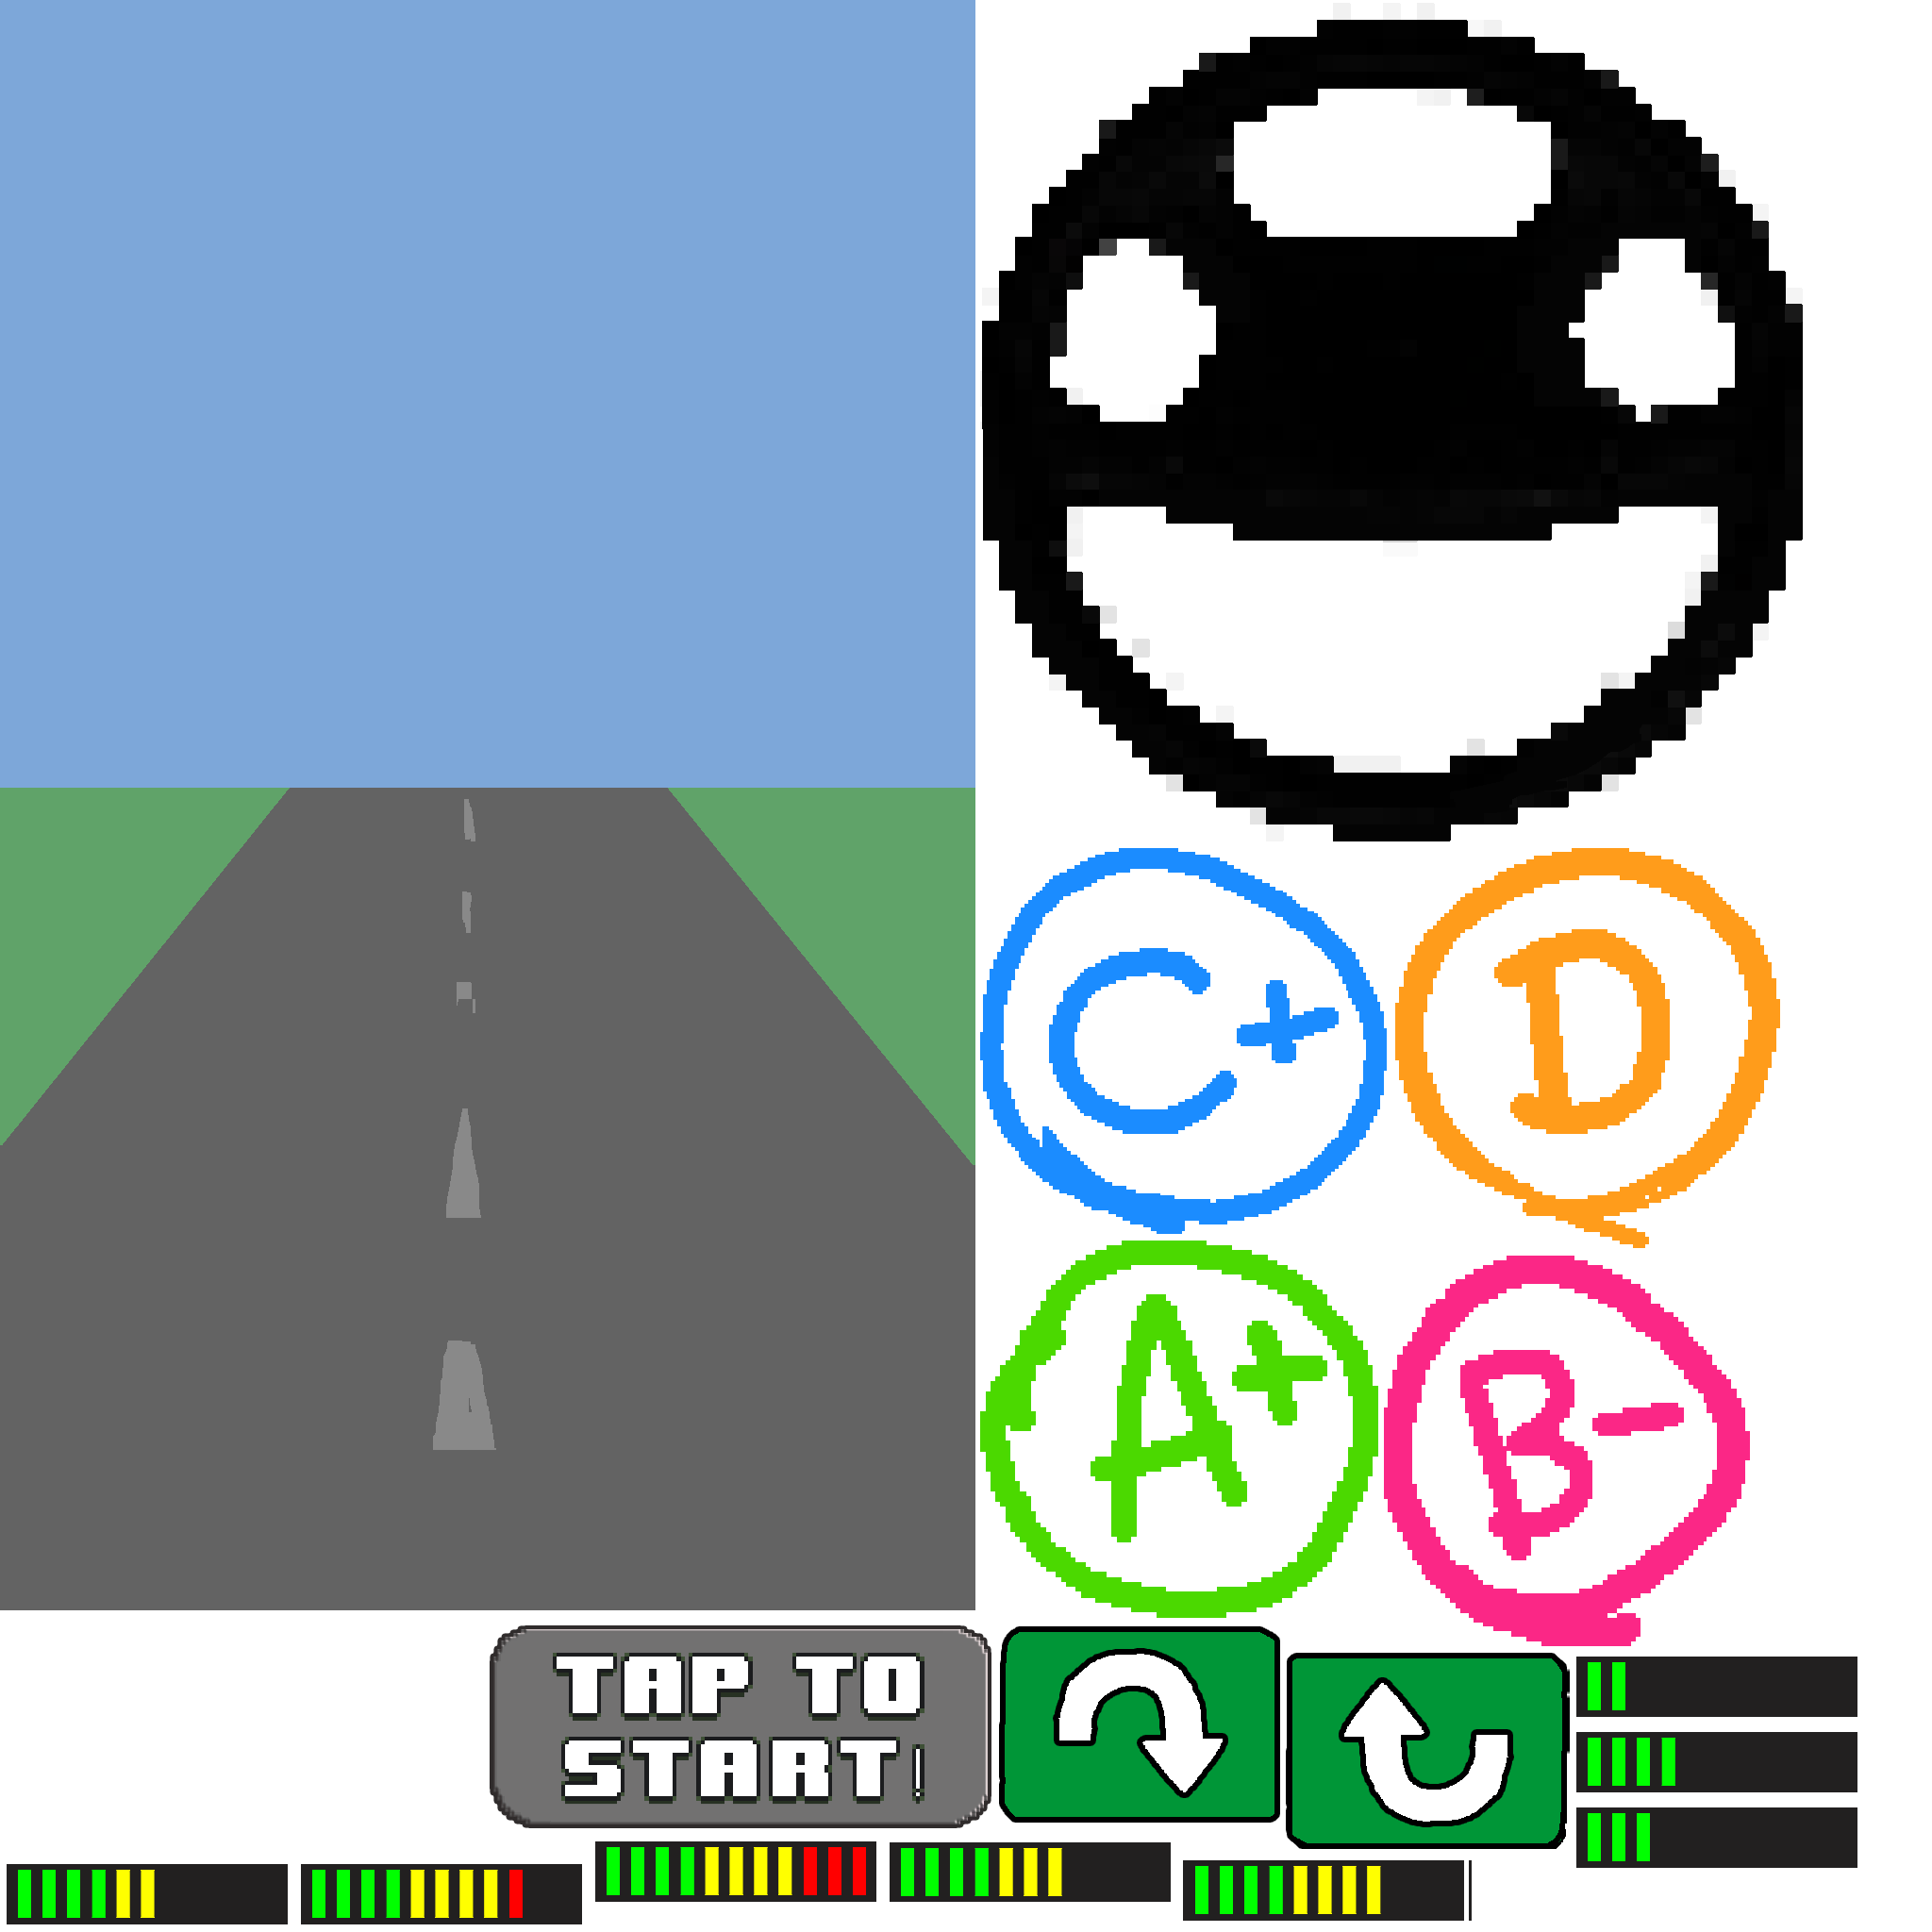 C+
D
A+
B-
TAP TO
START!